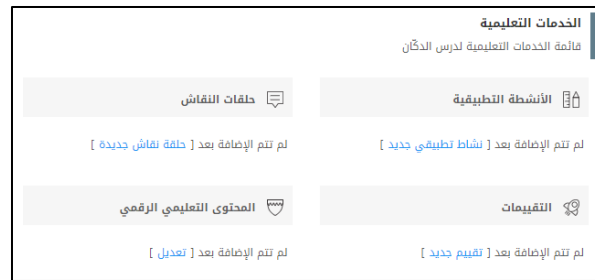 الخدمات التعليمية
قائمة الخدمات التعليمية لدرس الدكّان
الأنشطة التطبيقية
لم تتم الإضافة بعد [ نشاط تطبيقي جديد ]
حلقات النقاش
لم تتم الإضافة بعد [ حلقة نقاش جديدة ]
التقييمات
لم تتم الإضافة بعد [ تقييم جديد ]
المحتوى التعليمي الرقمي
لم تتم الإضافة بعد [ تعديل ]